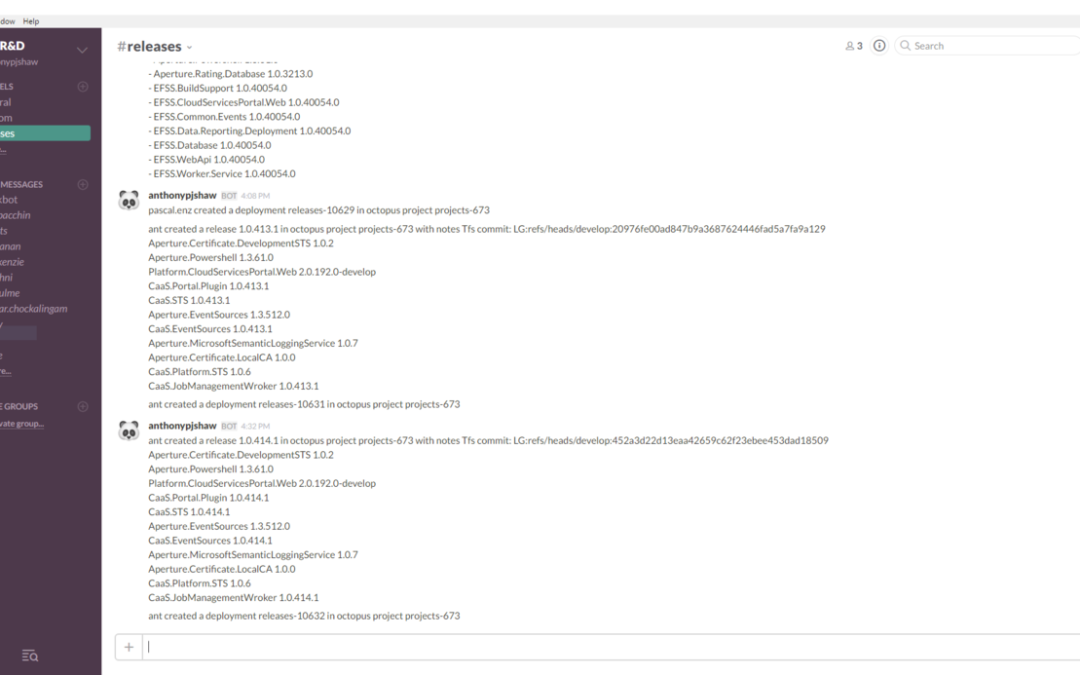 dow Help
R&D
nypjshaw
ELS
ral
om
ses
e...
MESSAGES
kbot
pacchin
ts
anan
kenzie
hni
ulme
ar.chockalingam
y
t
re...
E GROUPS
vate group...
#releases
3
Search
- Aperture.Rating.Database 1.0.3213.0
- EFSS.BuildSupport 1.0.40054.0
- EFSS.CloudServicesPortal.Web 1.0.40054.0
- EFSS.Common.Events 1.0.40054.0
- EFSS.Data.Reporting.Deployment 1.0.40054.0
- EFSS.Database 1.0.40054.0
- EFSS.WebApi 1.0.40054.0
- EFSS.Worker.Service 1.0.40054.0
anthonypjshaw BOT 4:08 PM
pascal.enz created a deployment releases-10629 in octopus project projects-673
ant created a release 1.0.413.1 in octopus project projects-673 with notes Tfs commit: LG:refs/heads/develop:20976fe00ad847b9a3687624446fad5a7fa9a129
Aperture.Certificate.DevelopmentSTS 1.0.2
Aperture.Powershell 1.3.61.0
Platform.CloudServicesPortal.Web 2.0.192.0-develop
CaaS.Portal.Plugin 1.0.413.1
CaaS.STS 1.0.413.1
Aperture.EventSources 1.3.512.0
CaaS.EventSources 1.0.413.1
Aperture.MicrosoftSemanticLoggingService 1.0.7
Aperture.Certificate.LocalCA 1.0.0
CaaS.Platform.STS 1.0.6
CaaS.JobManagementWroker 1.0.413.1
ant created a deployment releases-10631 in octopus project projects-673
anthonypjshaw BOT 4:32 PM
ant created a release 1.0.414.1 in octopus project projects-673 with notes Tfs commit: LG:refs/heads/develop:452a3d22d13eaa42659c62f23ebee453dad18509
Aperture.Certificate.DevelopmentSTS 1.0.2
Aperture.Powershell 1.3.61.0
Platform.CloudServicesPortal.Web 2.0.192.0-develop
CaaS.Portal.Plugin 1.0.414.1
CaaS.STS 1.0.414.1
Aperture.EventSources 1.3.512.0
CaaS.EventSources 1.0.414.1
Aperture.MicrosoftSemanticLoggingService 1.0.7
Aperture.Certificate.LocalCA 1.0.0
CaaS.Platform.STS 1.0.6
CaaS.JobManagementWroker 1.0.414.1
ant created a deployment releases-10632 in octopus project projects-673